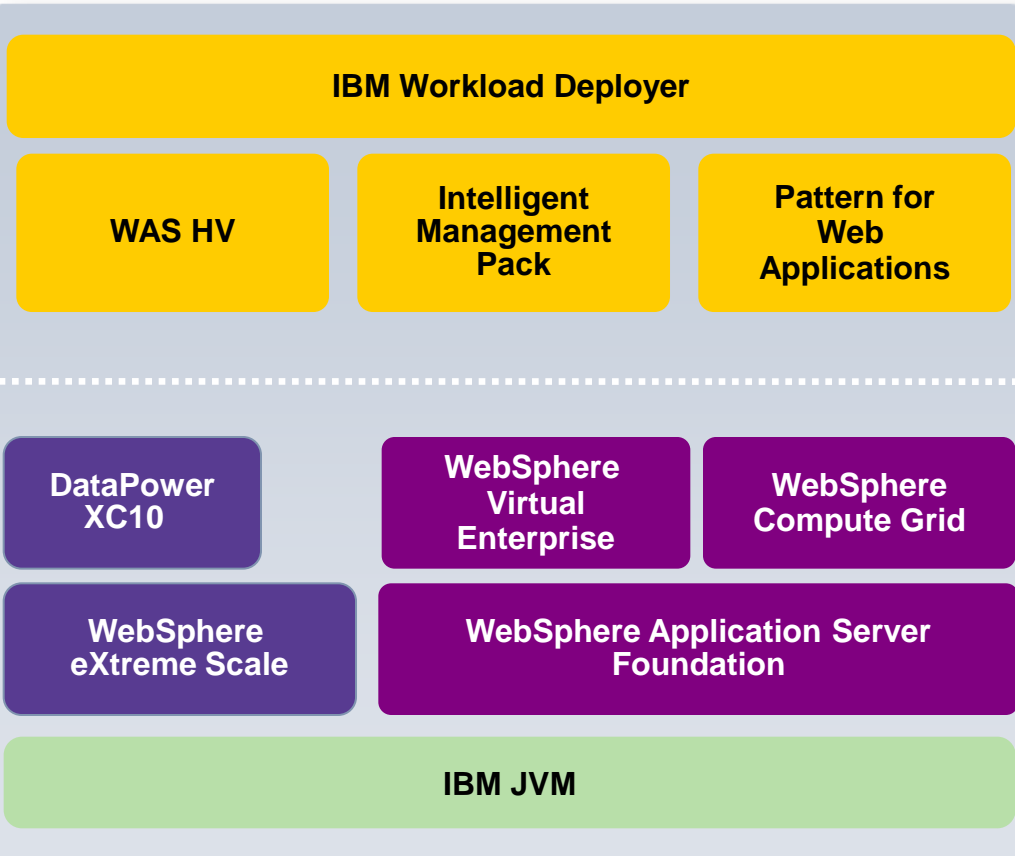 IBM Workload Deployer
WAS HV
Intelligent
Management
Pack
Pattern for
Web
Applications
DataPower
XC10
WebSphere
Virtual
Enterprise
WebSphere
Compute Grid
WebSphere
eXtreme Scale
WebSphere Application Server
Foundation
IBM JVM